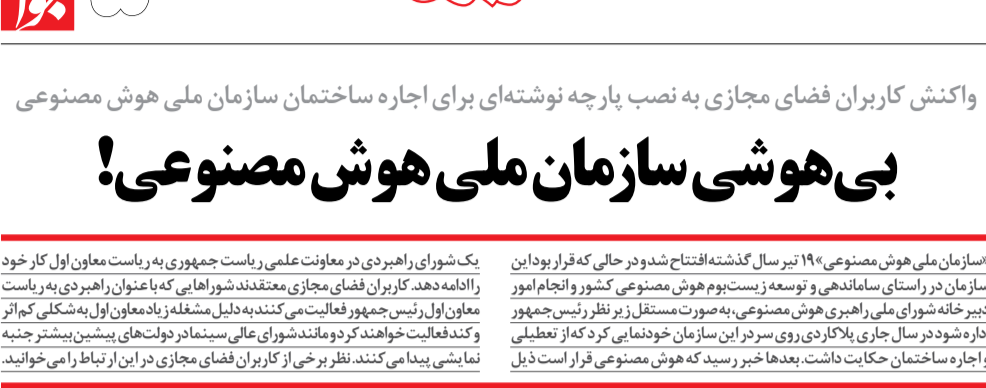 جوان
واکنش کاربران فضای مجازی به نصب پارچه نوشته‌ای برای اجاره ساختمان سازمان ملی هوش مصنوعی
بی‌هوشی سازمان ملی هوش مصنوعی!
«سازمان ملی هوش مصنوعی» ۱۹ تیر سال گذشته افتتاح شد و در حالی که قرار بود این
سازمان در راستای ساماندهی و توسعه زیست‌بوم هوش مصنوعی کشور و انجام امور
دبیرخانه شورای ملی راهبری هوش مصنوعی، به صورت مستقل زیر نظر رئیس جمهور
اداره شود در سال جاری پلاکاردی روی سر در این سازمان خودنمایی کرد که از تعطیلی
و اجاره ساختمان حکایت داشت. بعدها خبر رسید که هوش مصنوعی قرار است ذیل
یک شورای راهبردی در معاونت علمی ریاست جمهوری به ریاست معاون اول کار خود
را ادامه دهد. کاربران فضای مجازی معتقدند شوراهایی که با عنوان راهبردی به ریاست
معاون اول رئیس جمهور فعالیت می‌کنند به دلیل مشغله زیاد معاون اول به شکلی کم اثر
و کند فعالیت خواهند کرد و مانند شورای عالی سینما در دولت‌های پیشین بیشتر جنبه
نمایشی پیدا می‌کنند. نظر برخی از کاربران فضای مجازی در این ارتباط را می‌خوانید.